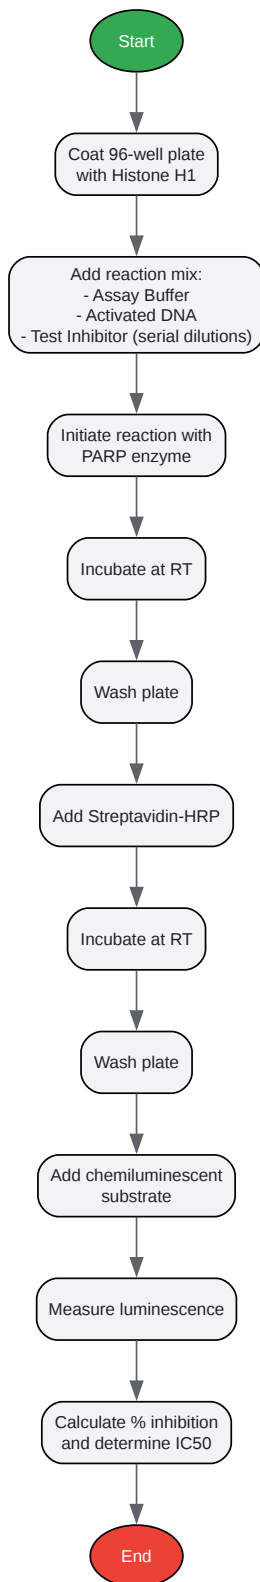 Start
Coat 96-well plate
with Histone H1
Add reaction mix:
- Assay Buffer
- Activated DNA
- Test Inhibitor (serial dilutions)
Initiate reaction with
PARP enzyme
Incubate at RT
Wash plate
Add Streptavidin-HRP
Incubate at RT
Wash plate
Add chemiluminescent
substrate
Measure luminescence
Calculate % inhibition
and determine IC50
End